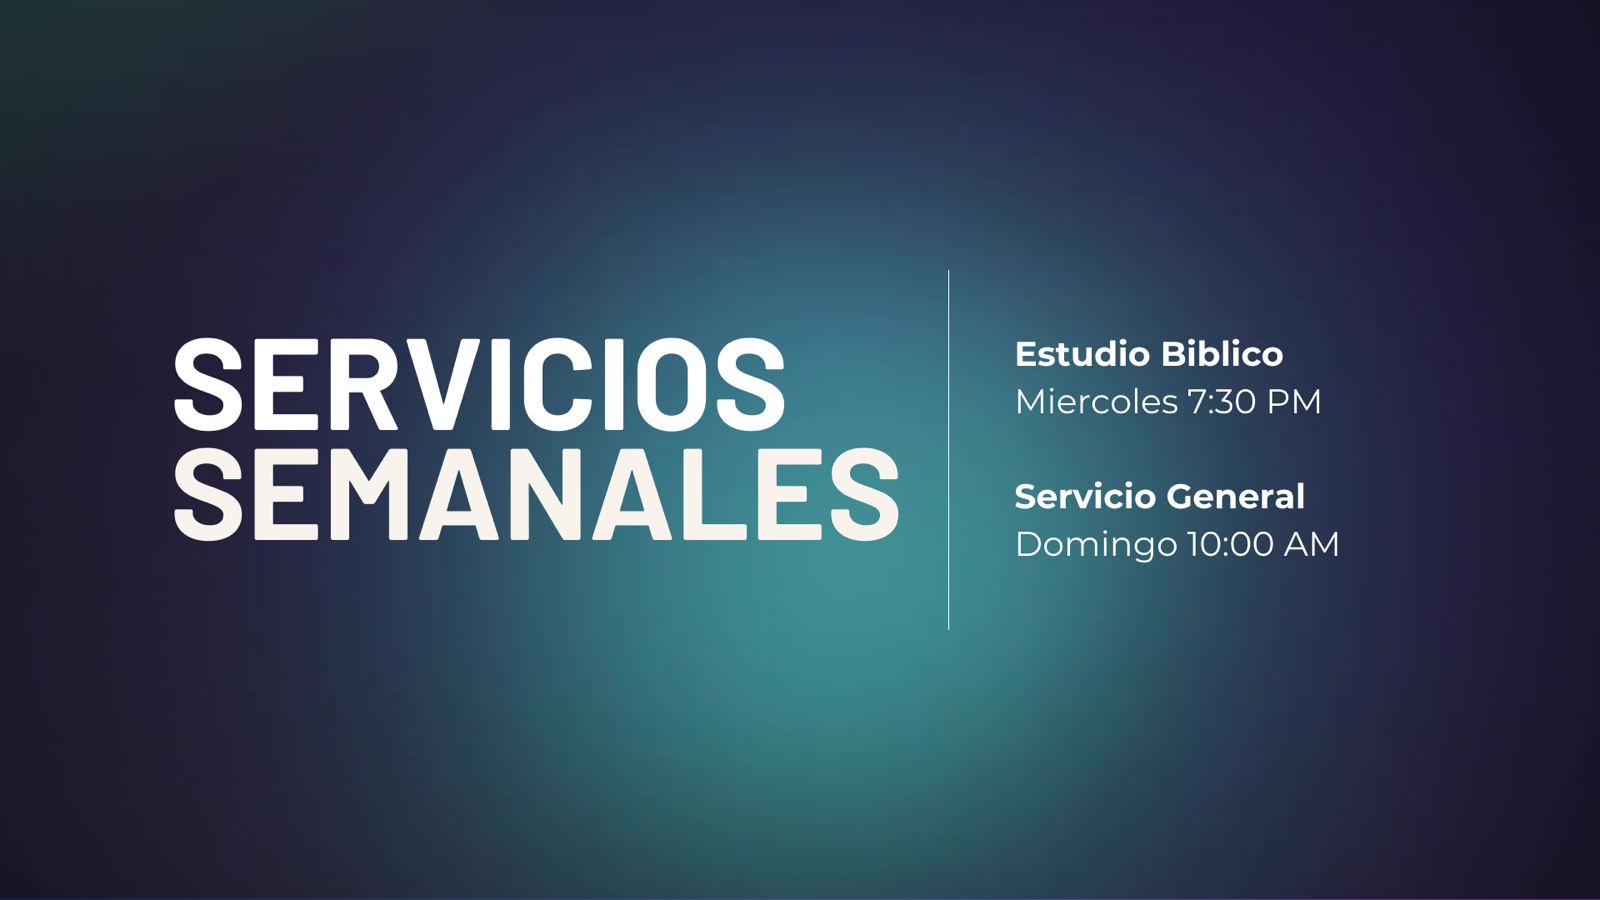 SERVICIOS
SEMANALES
Estudio Biblico
Miercoles 7:30 PM
Servicio General
Domingo 10:00 AM